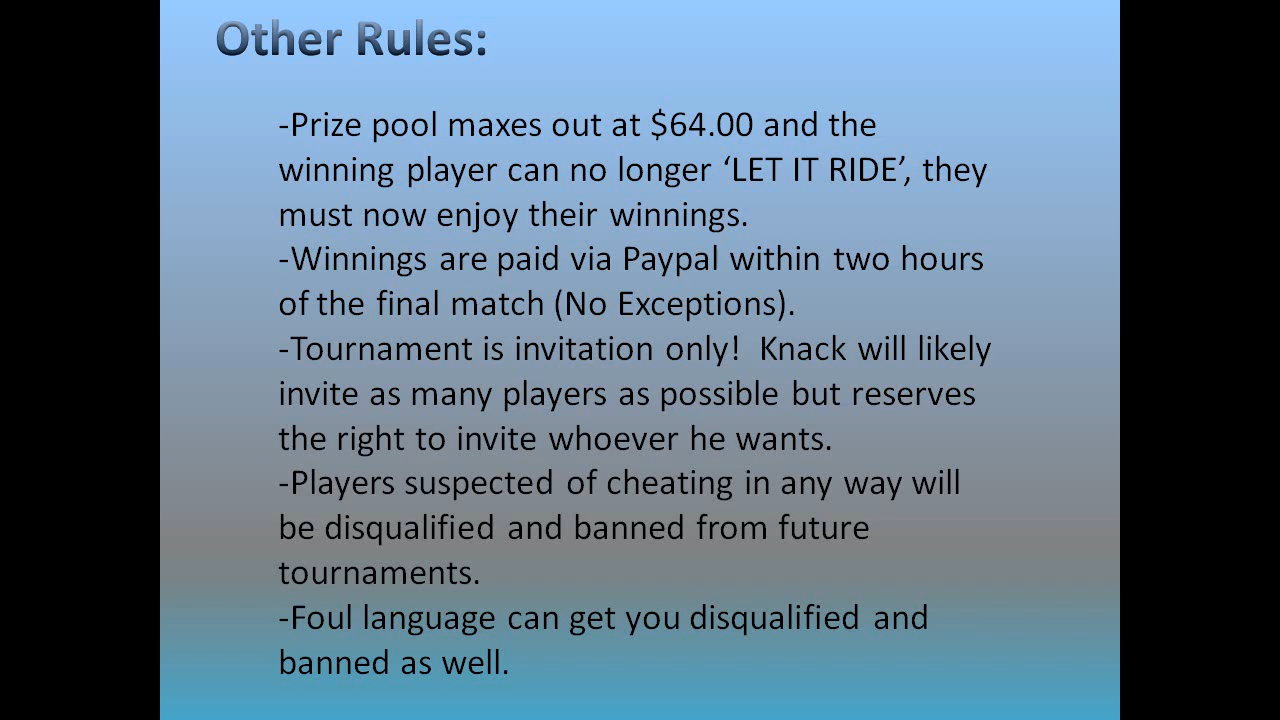 Other Rules:
-Prize pool maxes out at $64.00 and the
winning player can no longer ‘LET IT RIDE’, they
must now enjoy their winnings.
-Winnings are paid via Paypal within two hours
of the final match (No Exceptions).
-Tournament is invitation only!  Knack will likely
invite as many players as possible but reserves
the right to invite whoever he wants.
-Players suspected of cheating in any way will
be disqualified and banned from future
tournaments.
-Foul language can get you disqualified and
banned as well.